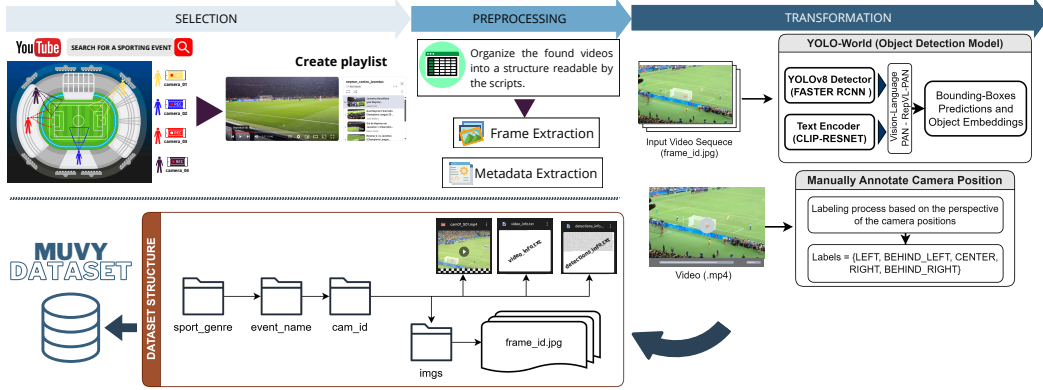 SELECTION
PREPROCESSING
TRANSFORMATION
YouTube
SEARCH FOR A SPORTING EVENT
camera_01
camera_02
camera_03
camera_04
Create playlist
Organize the found videos
into a structure readable by
the scripts.
Frame Extraction
Metadata Extraction
Input Video Sequece
(frame_id.jpg)
YOLO-World (Object Detection Model)
YOLOv8 Detector
(FASTER RCNN )
Text Encoder
(CLIP-RESNET)
Vision-Language
PAN - RepVL-PAN
Bounding-Boxes
Predictions and
Object Embeddings
Video (.mp4)
Manually Annotate Camera Position
Labeling process based on the perspective
of the camera positions
Labels = {LEFT, BEHIND_LEFT, CENTER,
RIGHT, BEHIND_RIGHT}
MUVY
DATASET
DATASET STRUCTURE
sport_genre
event_name
cam_id
imgs
frame_id.jpg
video_info.txt
video_info.txt
detections_info...
detections_info.txt